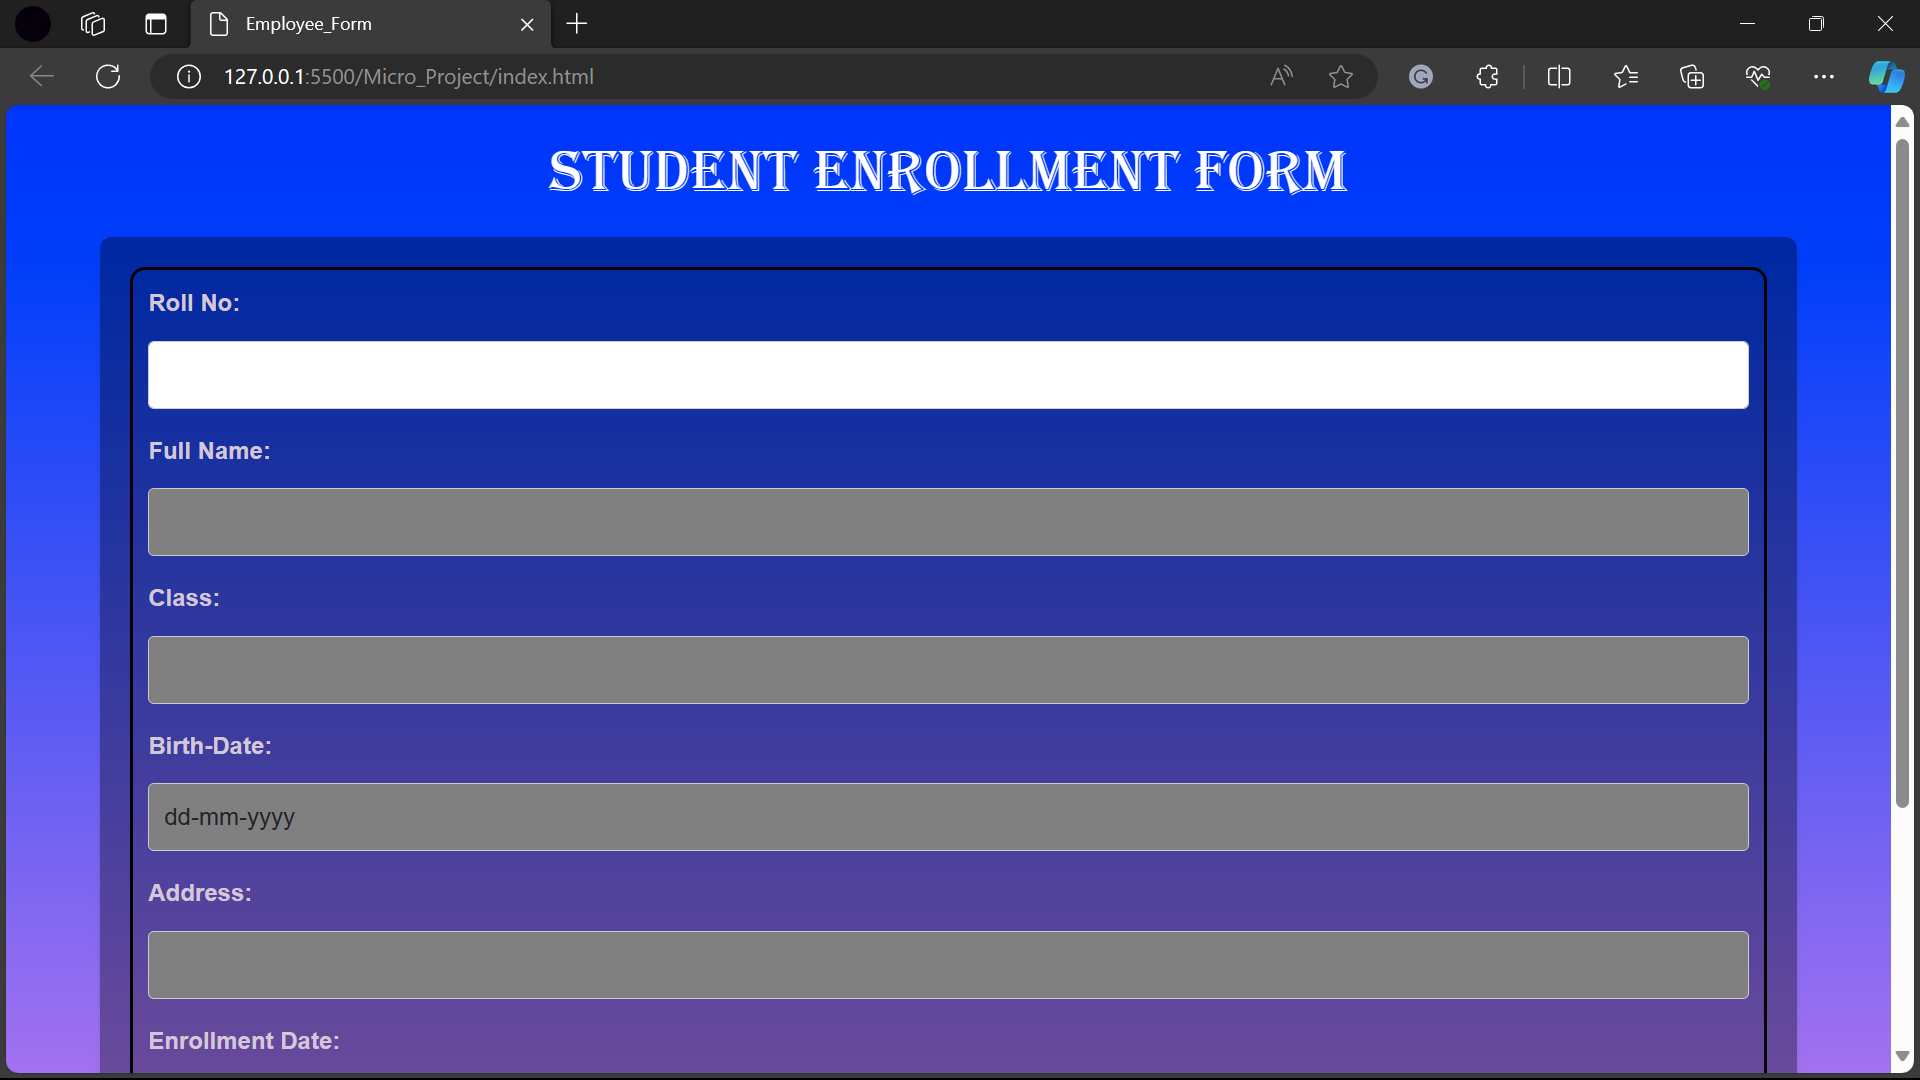 Employee_Form
127.0.0.1:5500/Micro_Project/index.html
STUDENT ENROLLMENT FORM
Roll No:
Full Name:
Class:
Birth-Date:
dd-mm-yyyy
Address:
Enrollment Date: